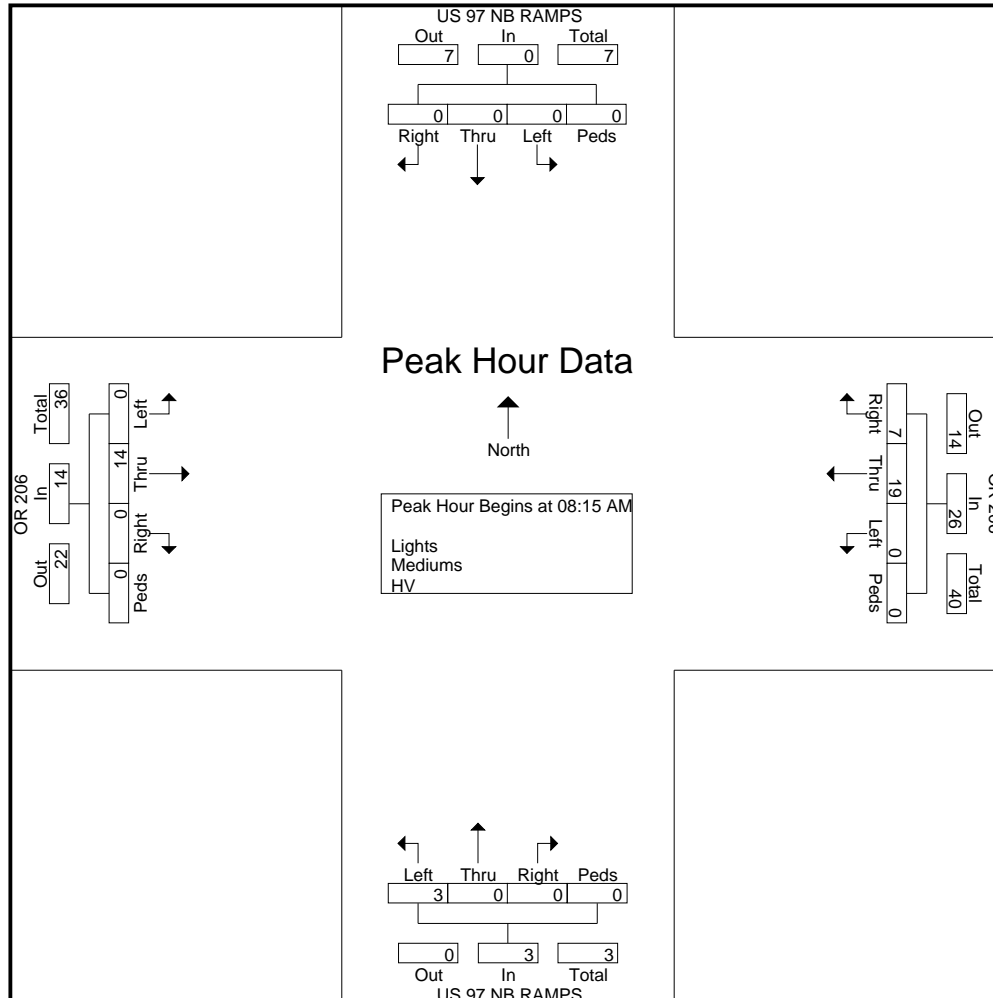 US 97 NB RAMPS
Out In Total
7 0 7
0 0 0 0
Right Thru Left Peds
Peak Hour Data
North
Peak Hour Begins at 08:15 AM
Lights
Mediums
HV
OR 206
Out In Total
22 14 36
Left Thru Right Peds
0 14 0 0
Out In Total
14 26 40
Right Thru Left Peds
7 19 0 0
Left Thru Right Peds
3 0 0 0
0 3 3
Out In Total
US 97 NB RAMPS